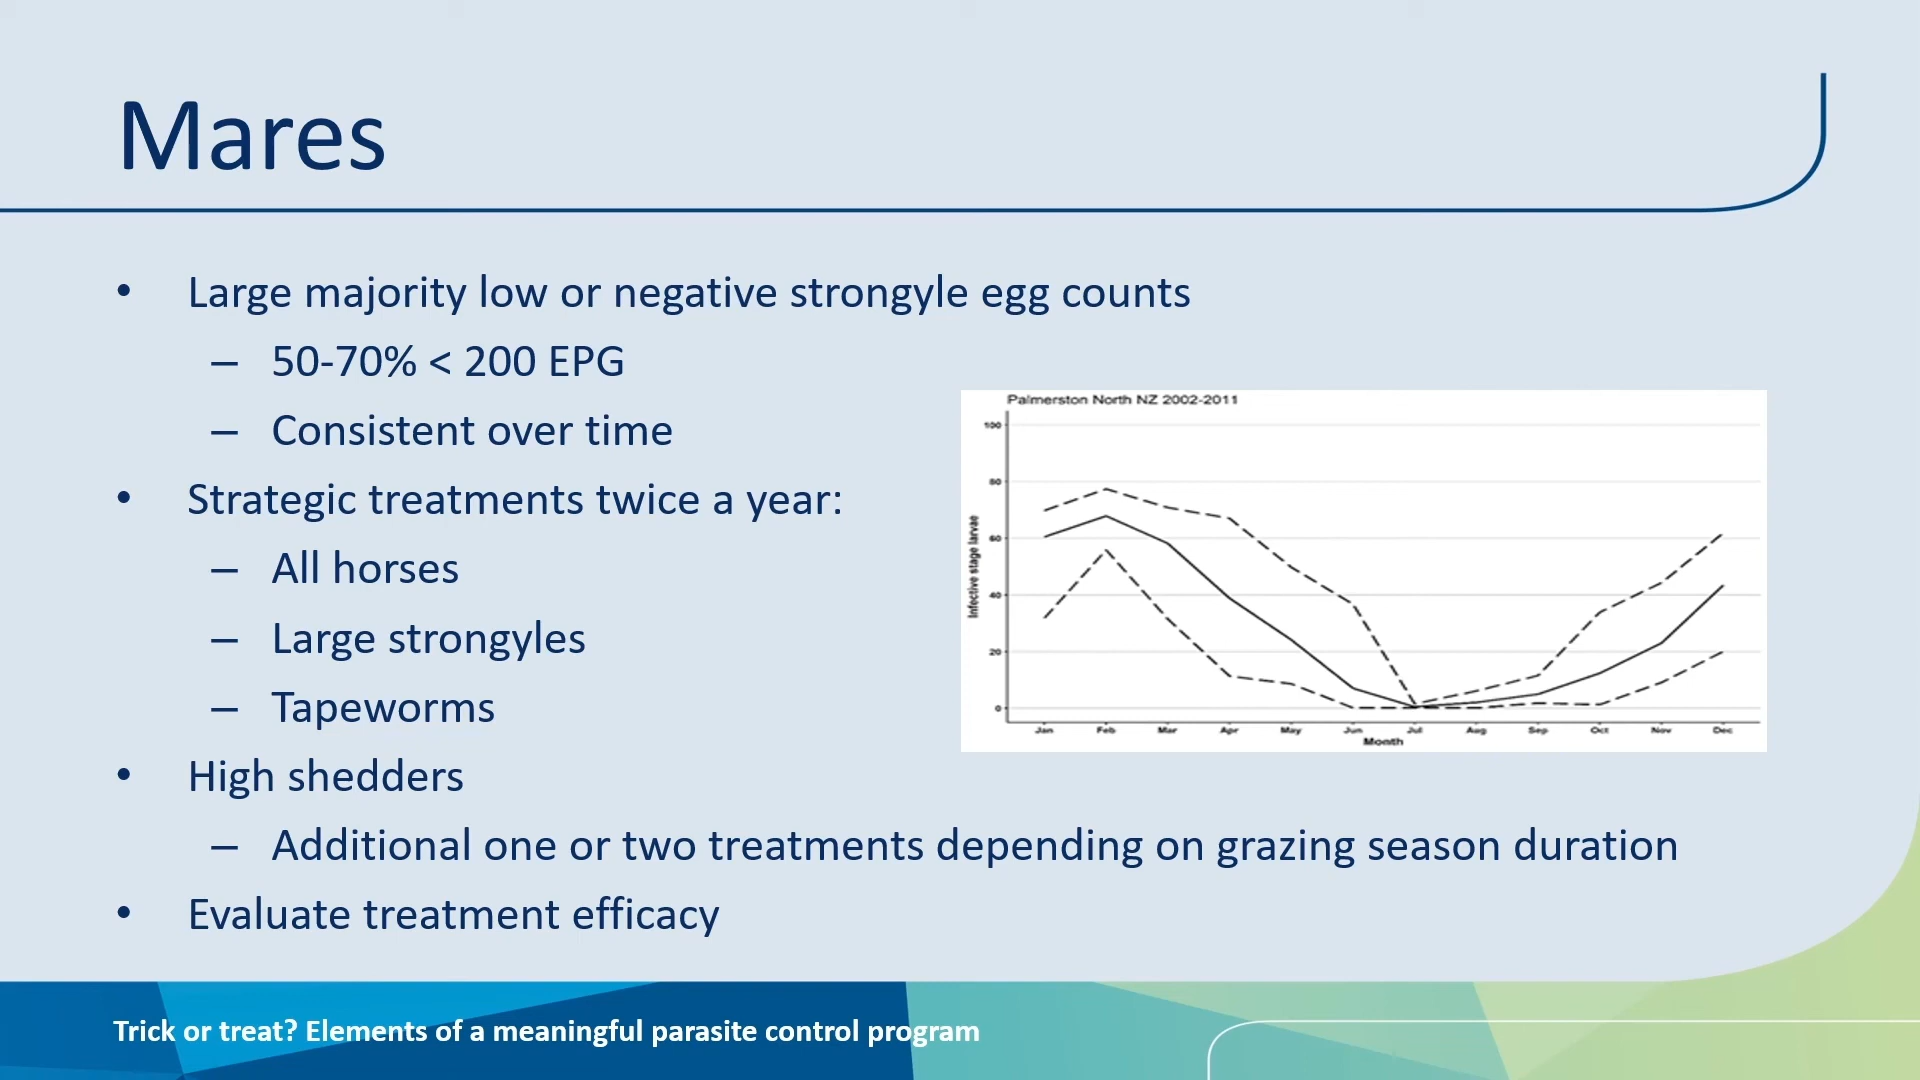 Mares
• Large majority low or negative strongyle egg counts
– 50-70% < 200 EPG
– Consistent over time
• Strategic treatments twice a year:
– All horses
– Large strongyles
– Tapeworms
• High shedders
– Additional one or two treatments depending on grazing season duration
• Evaluate treatment efficacy
Palmerston North NZ 2002-2011
Infective stage larvae
100
80
60
40
20
0
Jan Feb Mar Apr May Jun Jul Aug Sep Oct Nov Dec
Month
Trick or treat? Elements of a meaningful parasite control program